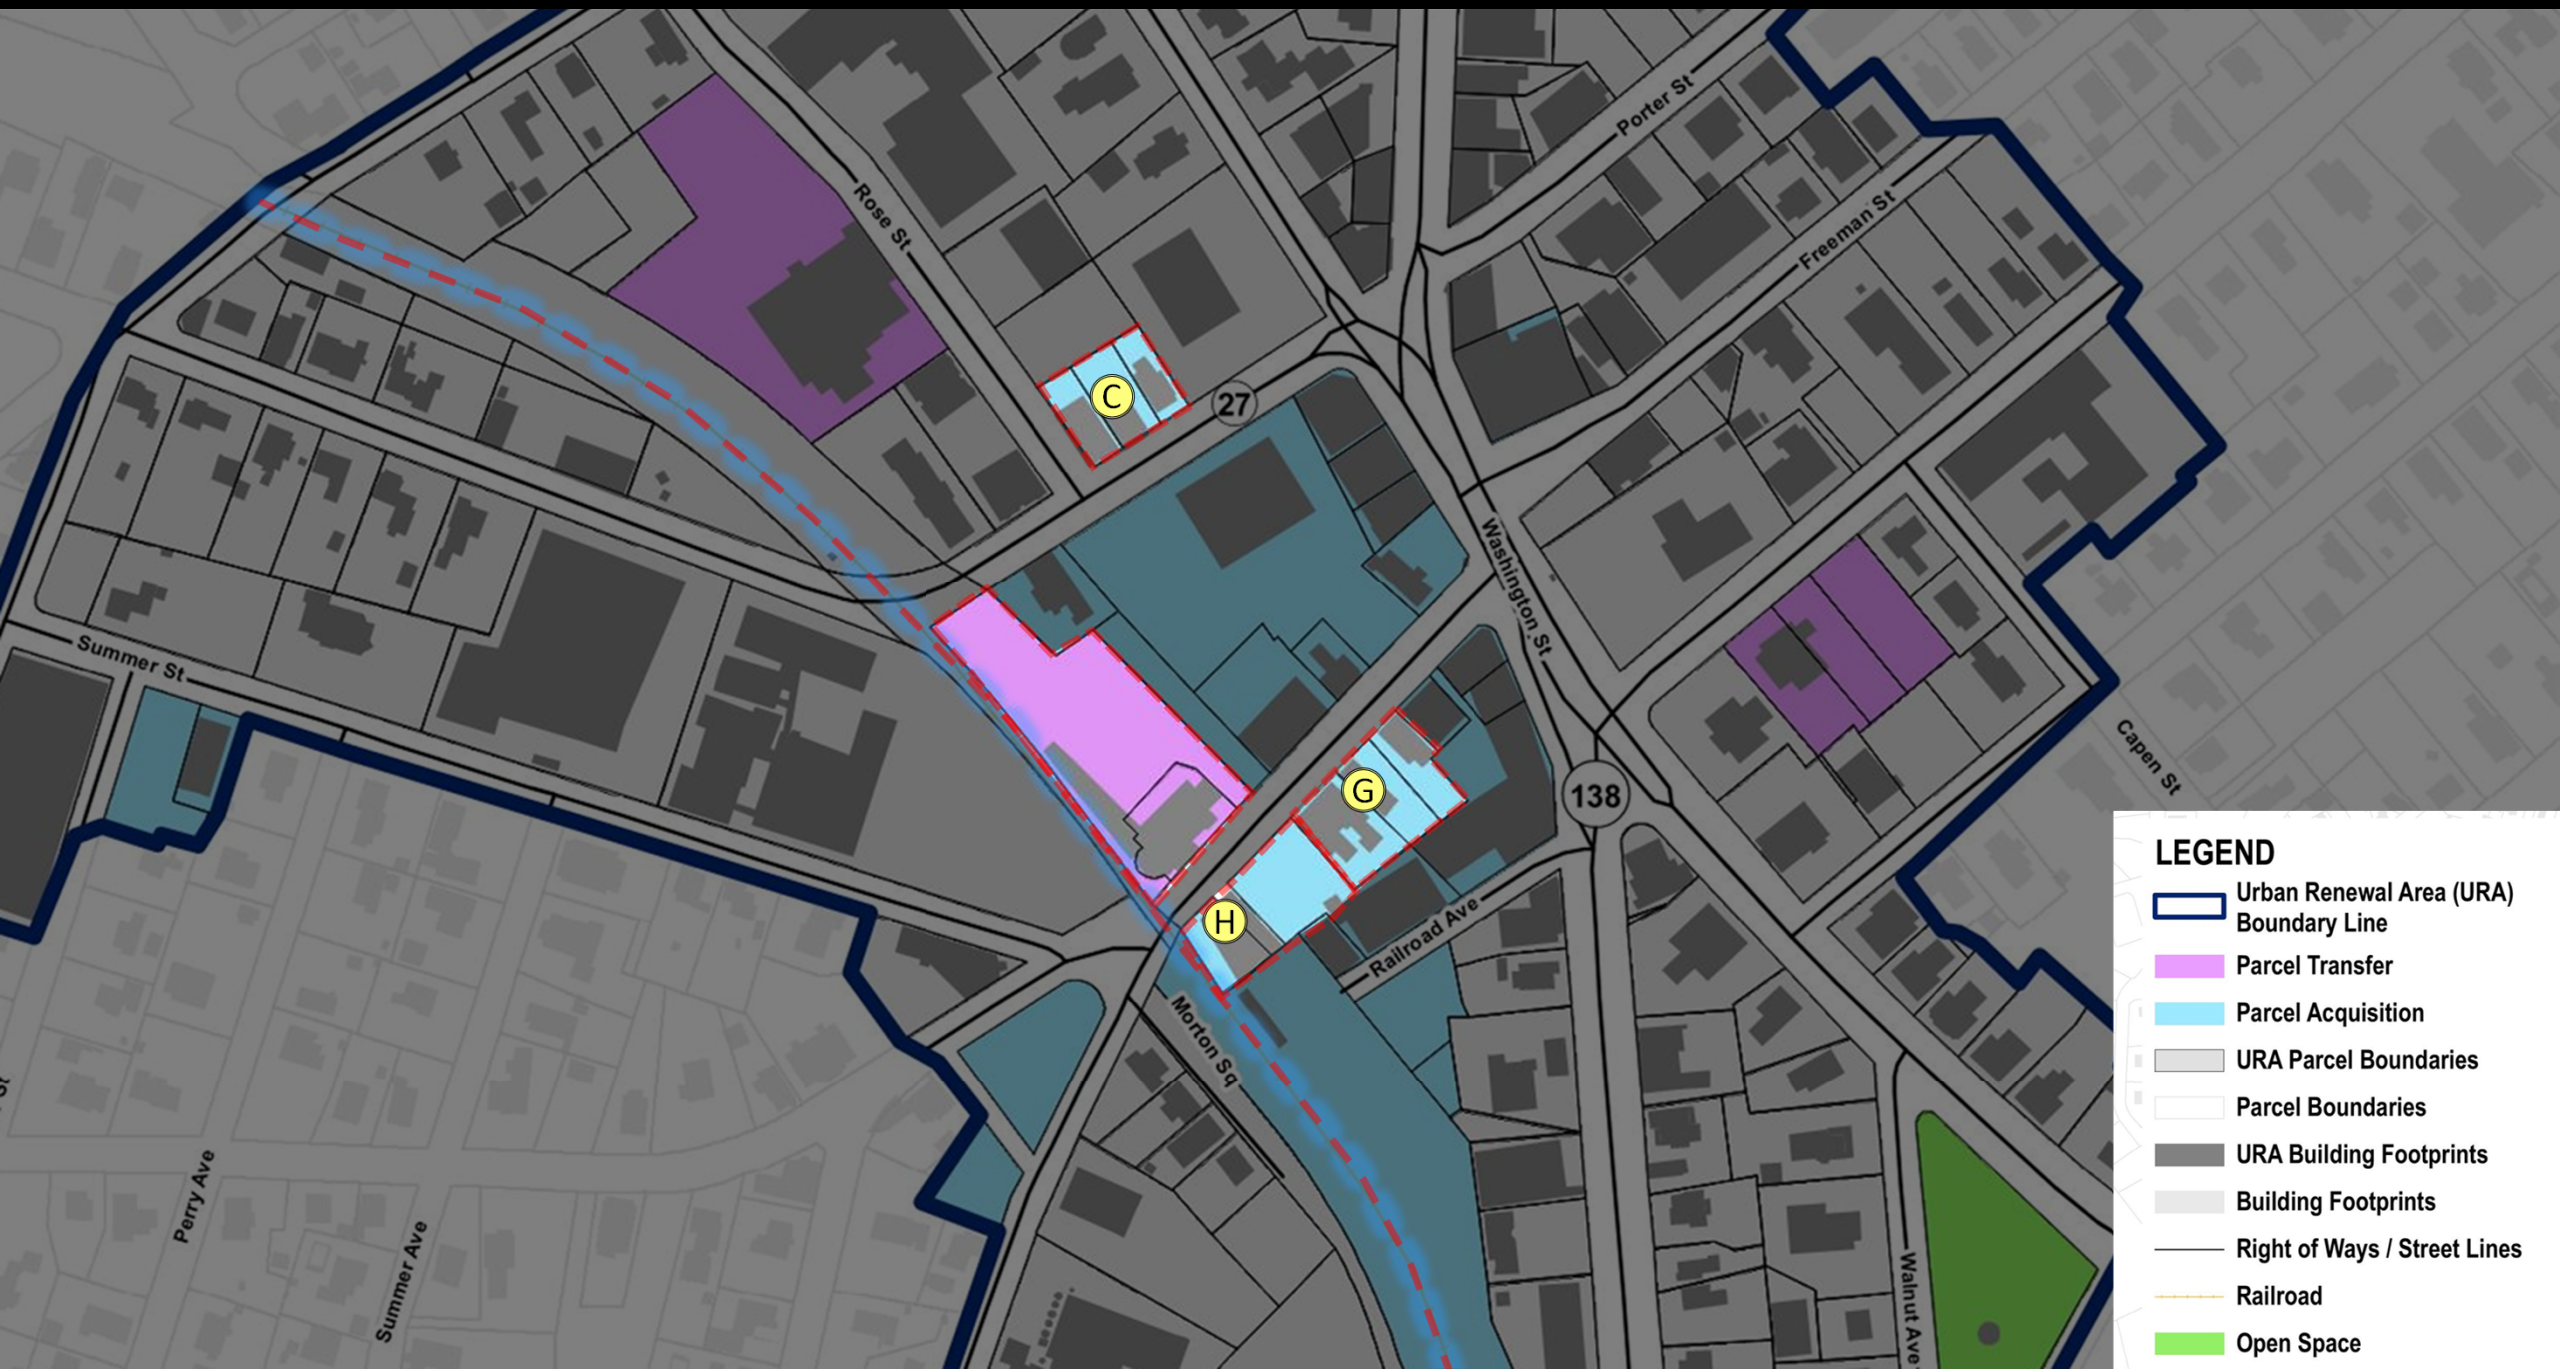 Porter St
Rose St
Freeman St
C
27
Washington St
Summer St
Capen St
G
138
H
Railroad Ave
Morton Sq
St
Perry Ave
Summer Ave
Walnut Ave
LEGEND
Urban Renewal Area (URA)
Boundary Line
Parcel Transfer
Parcel Acquisition
URA Parcel Boundaries
Parcel Boundaries
URA Building Footprints
Building Footprints
Right of Ways / Street Lines
Railroad
Open Space